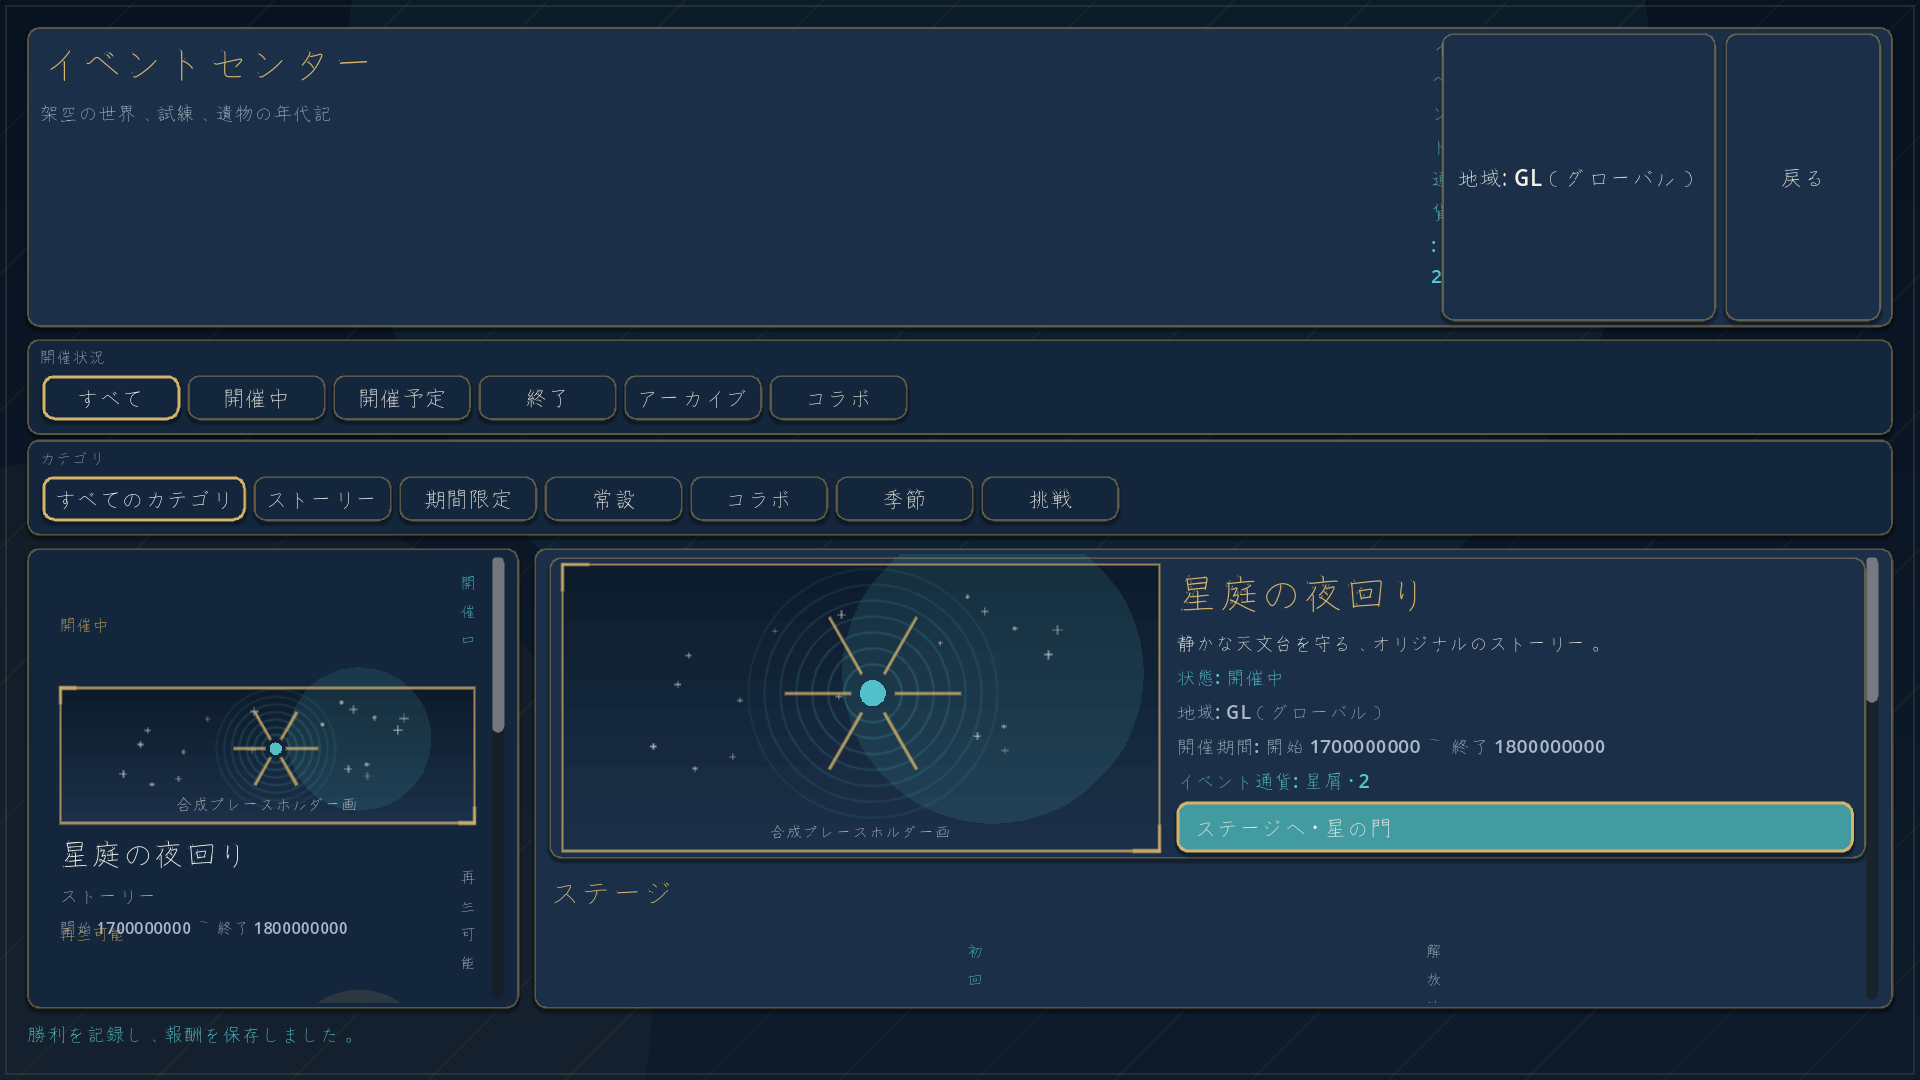 イベントセンター
架空の世界、試練、遺物の年代記
イベント通貨: 2
地域: GL (グローバル)
戻る
開催状況
すべて
開催中
開催予定
終了
アーカイブ
コラボ
カテゴリ
すべてのカテゴリ
ストーリー
期間限定
常設
コラボ
季節
挑戦
開催中
開催
合成プレースホルダー画
星庭の夜回り
ストーリー
開始 1700000000 ~ 終了 1800000000
可能
可能
合成プレースホルダー画
星庭の夜回り
静かな天文台を守る、オリジナルのストーリー。
状態: 開催中
地域: GL (グローバル)
開催期間: 開始 1700000000 ~ 終了 1800000000
イベント通貨: 星屑 · 2
ステージへ · 星の門
ステージ
初回
解放
勝利を記録し、報酬を保存しました。